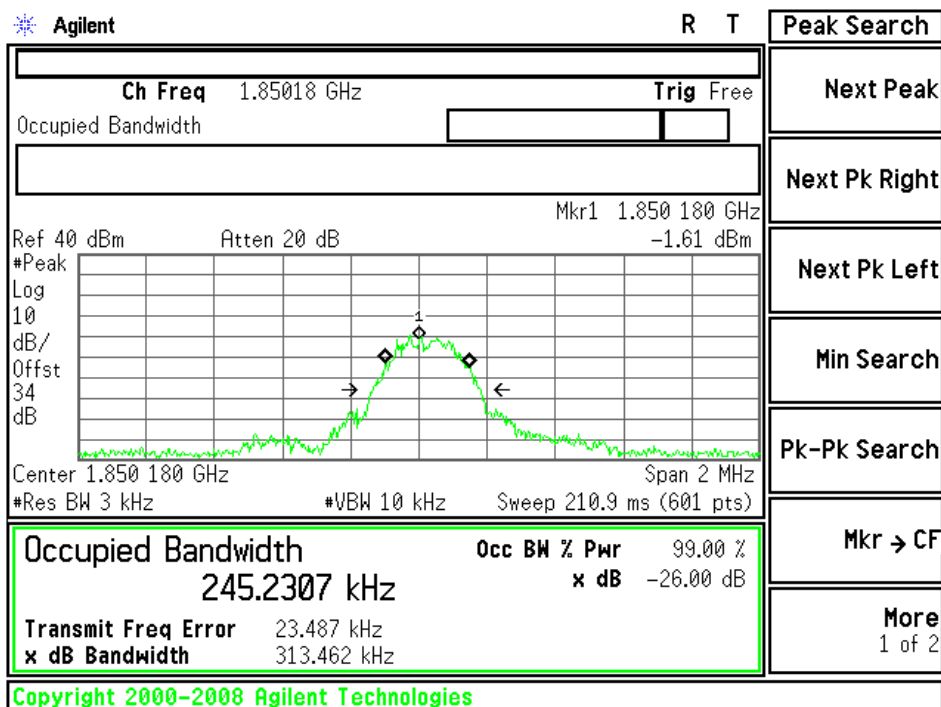 Agilent R T
Peak Search
Ch Freq 1.85018 GHz Trig Free
Occupied Bandwidth
Mkr1 1.850 180 GHz
Ref 40 dBm Atten 20 dB -1.61 dBm
#Peak
Log
10
dB/
Offst
34
dB
1
Center 1.850 180 GHz Span 2 MHz
#Res BW 3 kHz #VBW 10 kHz Sweep 210.9 ms (601 pts)
Occupied Bandwidth Occ BW % Pwr 99.00 %
245.2307 kHz x dB -26.00 dB
Transmit Freq Error 23.487 kHz
x dB Bandwidth 313.462 kHz
Next Peak
Next Pk Right
Next Pk Left
Min Search
Pk-Pk Search
Mkr → CF
More
1 of 2
Copyright 2000-2008 Agilent Technologies